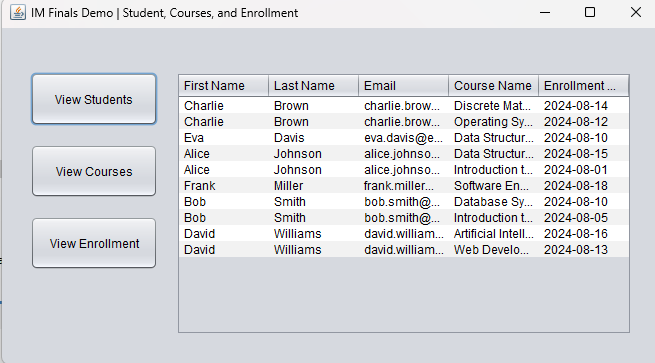 IM Finals Demo | Student, Courses, and Enrollment
View Students
View Courses
View Enrollment
First Name Last Name Email Course Name Enrollment ...
Charlie Brown charlie.brow... Discrete Mat... 2024-08-14
Charlie Brown charlie.brow... Operating Sy... 2024-08-12
Eva Davis eva.davis@e... Data Structur... 2024-08-10
Alice Johnson alice.johnso... Data Structur... 2024-08-15
Alice Johnson alice.johnso... Introduction t... 2024-08-01
Frank Miller frank.miller... Software En... 2024-08-18
Bob Smith bob.smith@... Database Sy... 2024-08-10
Bob Smith bob.smith@... Introduction t... 2024-08-05
David Williams david.william... Artificial Intell... 2024-08-16
David Williams david.william... Web Develo... 2024-08-13